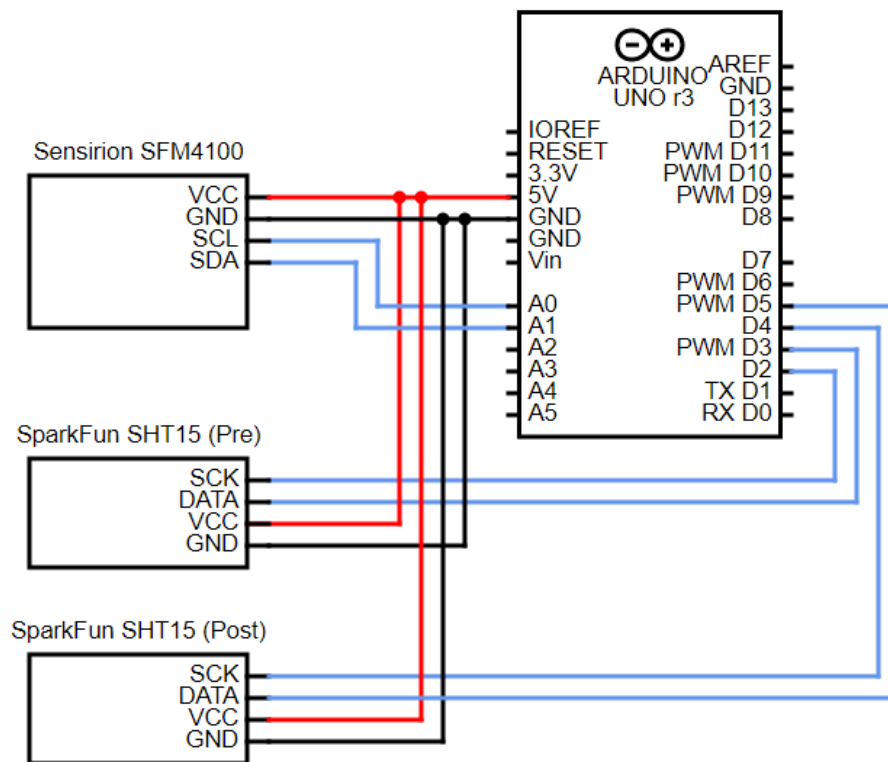 Sensirion SFM4100
VCC
GND
SCL
SDA
SparkFun SHT15 (Pre)
SCK
DATA
VCC
GND
SparkFun SHT15 (Post)
SCK
DATA
VCC
GND
ARDUINO
UNO r3
IOREF
RESET
3.3V
5V
GND
GND
Vin
A0
A1
A2
A3
A4
A5
AREF
GND
D13
D12
PWM D11
PWM D10
PWM D9
D8
D7
PWM D6
PWM D5
D4
PWM D3
D2
TX D1
RX D0